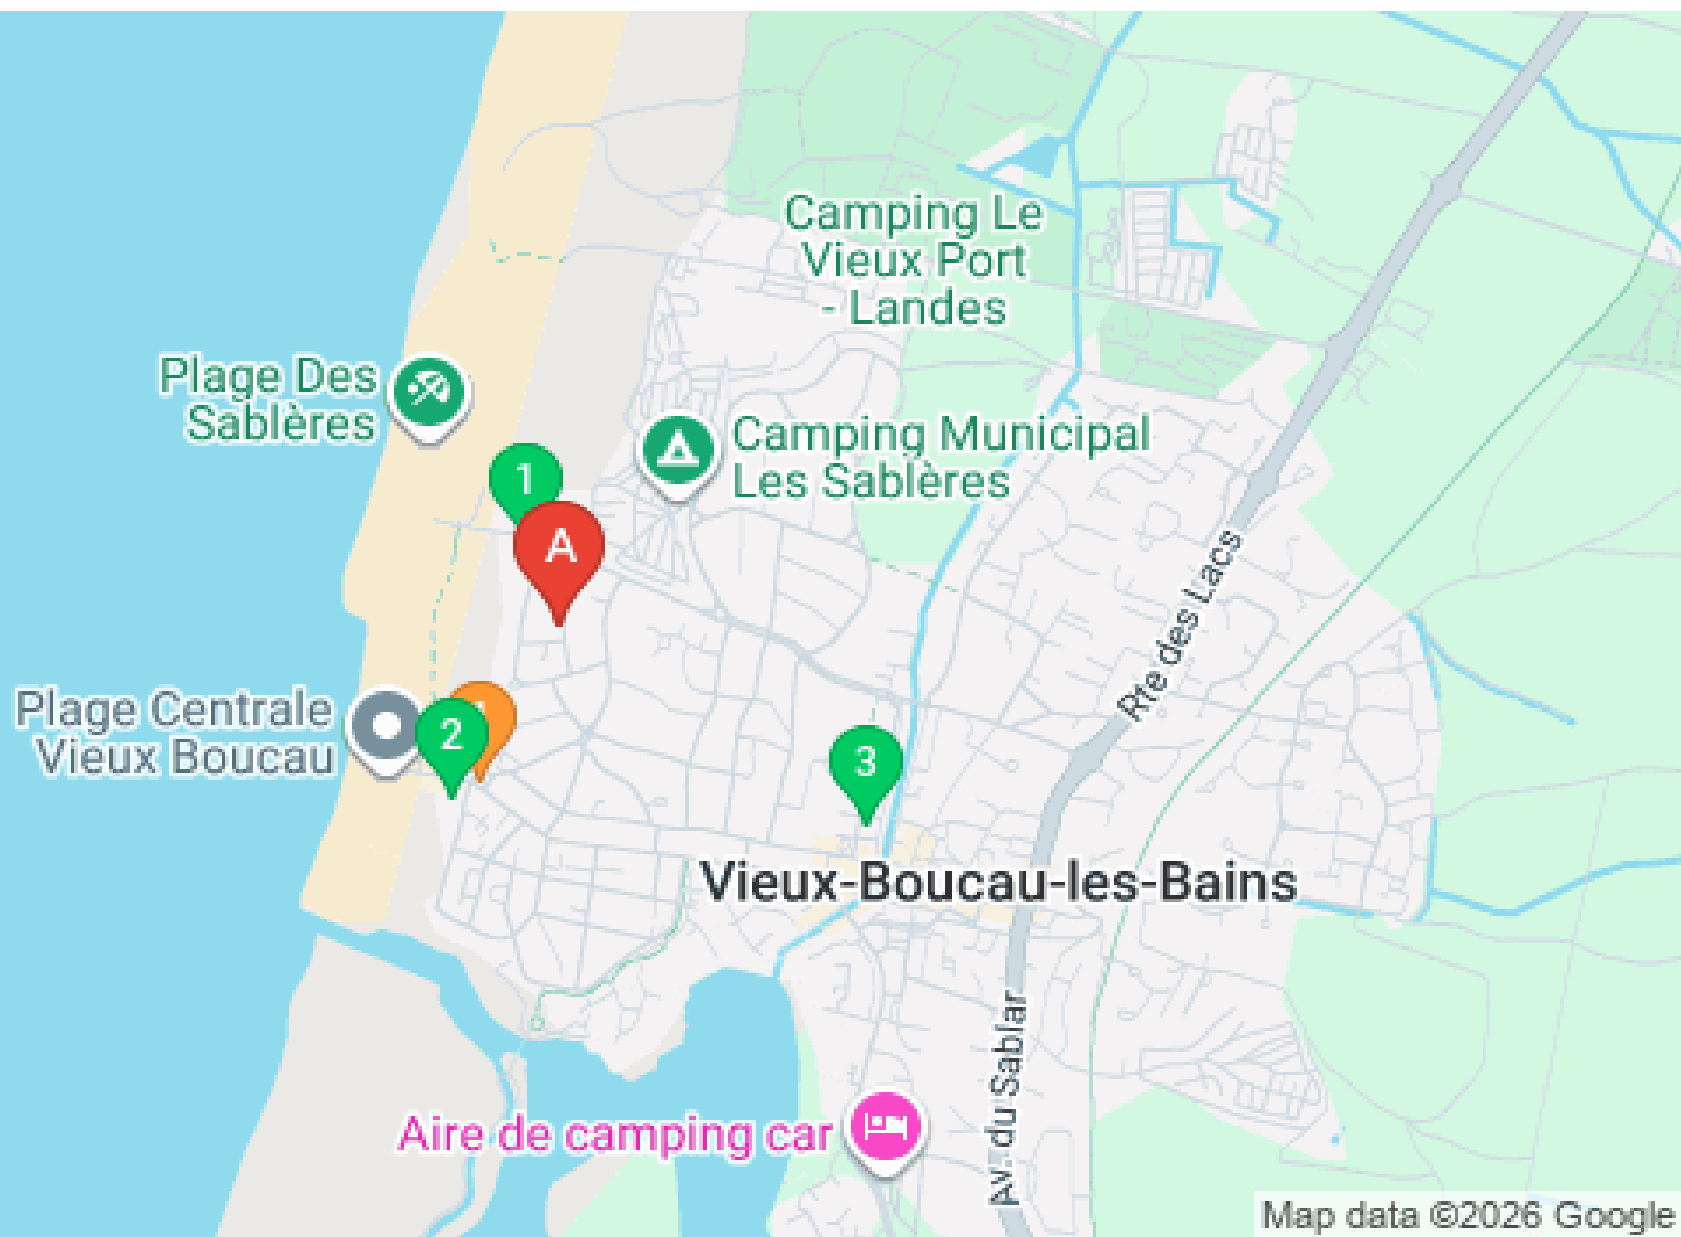 Camping Le
Vieux Port
- Landes
Plage Des
Sablères
Camping Municipal
Les Sablères
1
A
Rte des Lacs
Plage Centrale
Vieux Boucau
2
1
3
Vieux-Boucau-les-Bains
Av. du Sablar
Aire de camping car
Map data ©2026 Google